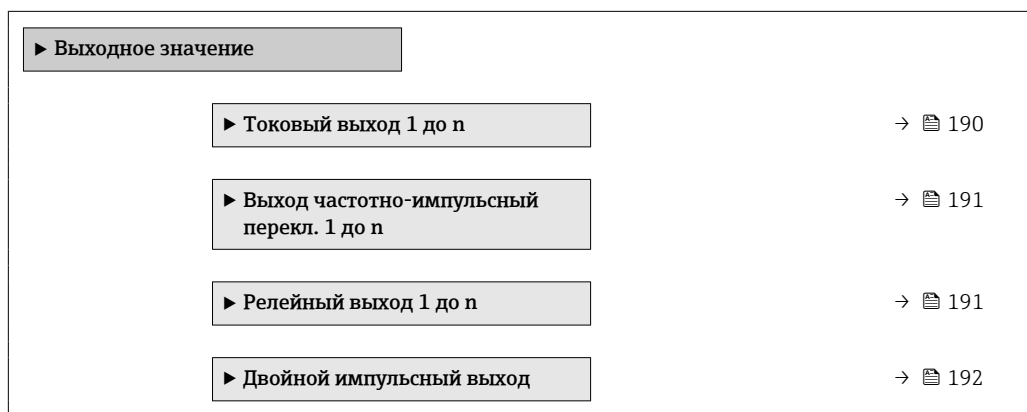 ▶ Выходное значение
▶ Токовый выход 1 до n → 190
▶ Выход частотно-импульсный
перекл. 1 до n → 191
▶ Релейный выход 1 до n → 191
▶ Двойной импульсный выход → 192